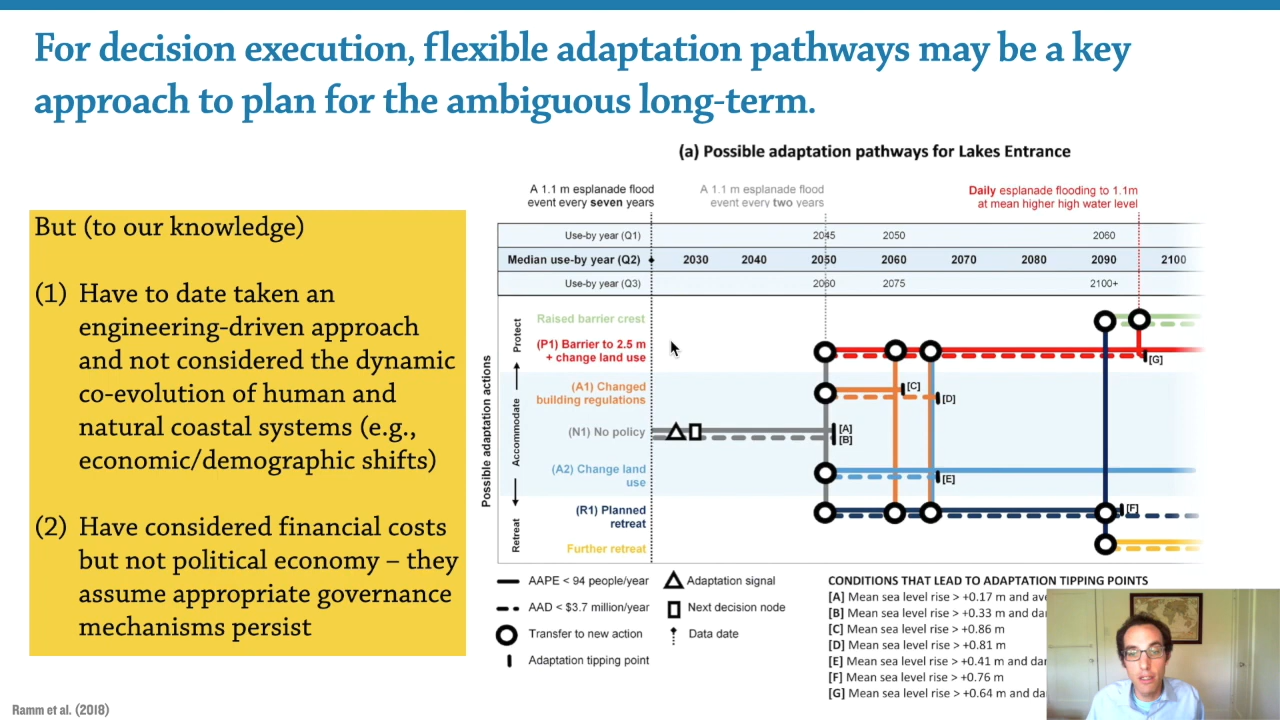 For decision execution, flexible adaptation pathways may be a key
approach to plan for the ambiguous long-term.
But (to our knowledge)
(1) Have to date taken an
engineering-driven approach
and not considered the dynamic
co-evolution of human and
natural coastal systems (e.g.,
economic/demographic shifts)
(2) Have considered financial costs
but not political economy – they
assume appropriate governance
mechanisms persist
(a) Possible adaptation pathways for Lakes Entrance
A 1.1 m esplanade flood
event every seven years
A 1.1 m esplanade flood
event every two years
Daily esplanade flooding to 1.1m
at mean higher high water level
Use-by year (Q1) 2045 2050 2060
Median use-by year (Q2) 2030 2040 2050 2060 2070 2080 2090 2100
Use-by year (Q3) 2060 2075 2100+
Possible adaptation actions
Protect
Accommodate
Retreat
Raised barrier crest
(P1) Barrier to 2.5 m
+ change land use
[G]
(A1) Changed
building regulations
[C]
[D]
(N1) No policy
[A]
[B]
(A2) Change land
use
[E]
(R1) Planned
retreat
[F]
Further retreat
AAPE < 94 people/year
AAD < $3.7 million/year
Transfer to new action
Adaptation tipping point
Adaptation signal
Next decision node
Data date
CONDITIONS THAT LEAD TO ADAPTATION TIPPING POINTS
[A] Mean sea level rise > +0.17 m and
[B] Mean sea level rise > +0.33 m and
[C] Mean sea level rise > +0.86 m
[D] Mean sea level rise > +0.81 m
[E] Mean sea level rise > +0.41 m and
[F] Mean sea level rise > +0.76 m
[G] Mean sea level rise > +0.64 m and
Ramm et al. (2018)